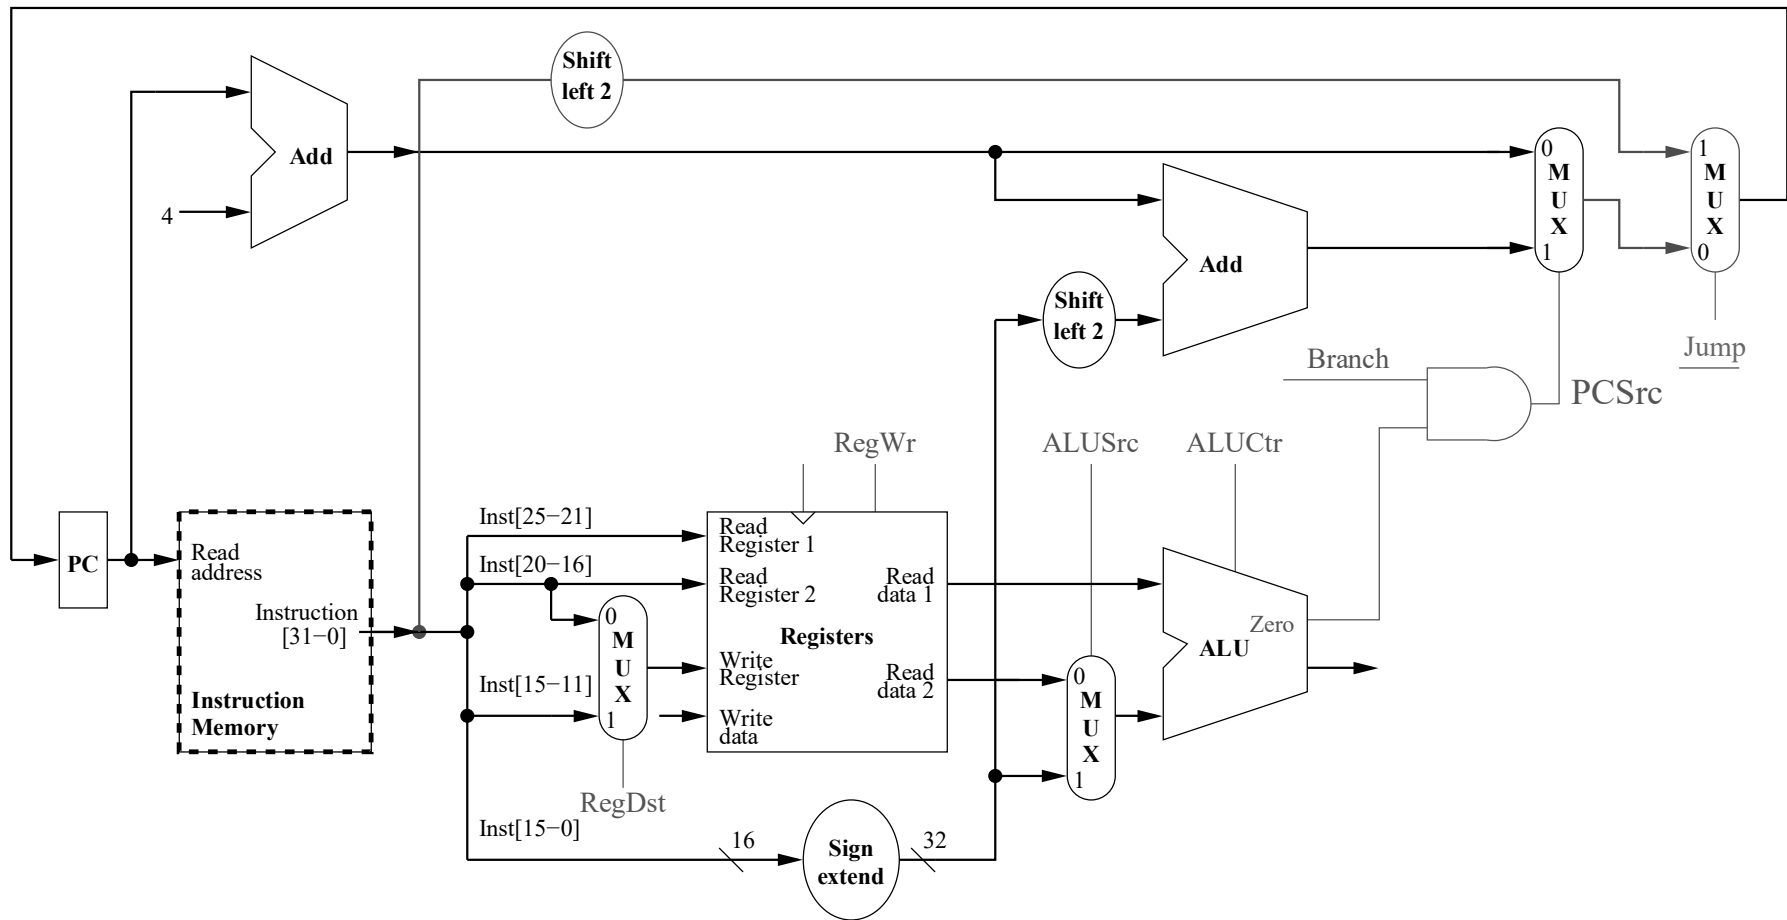 Shift
left 2
Add
4
0
M
U
X
1
1
M
U
X
0
Add
Shift
left 2
Jump
Branch
PCSrc
RegWr
ALUSrc
ALUCtr
PC
Read
address
Instruction
[31−0]
Instruction
Memory
Inst[25−21]
Inst[20−16]
Inst[15−11]
Inst[15−0]
0
M
U
X
1
RegDst
Read
Register 1
Read
Register 2
Write
Register
Write
data
Registers
Read
data 1
Read
data 2
0
M
U
X
1
Zero
ALU
16
Sign
extend
32